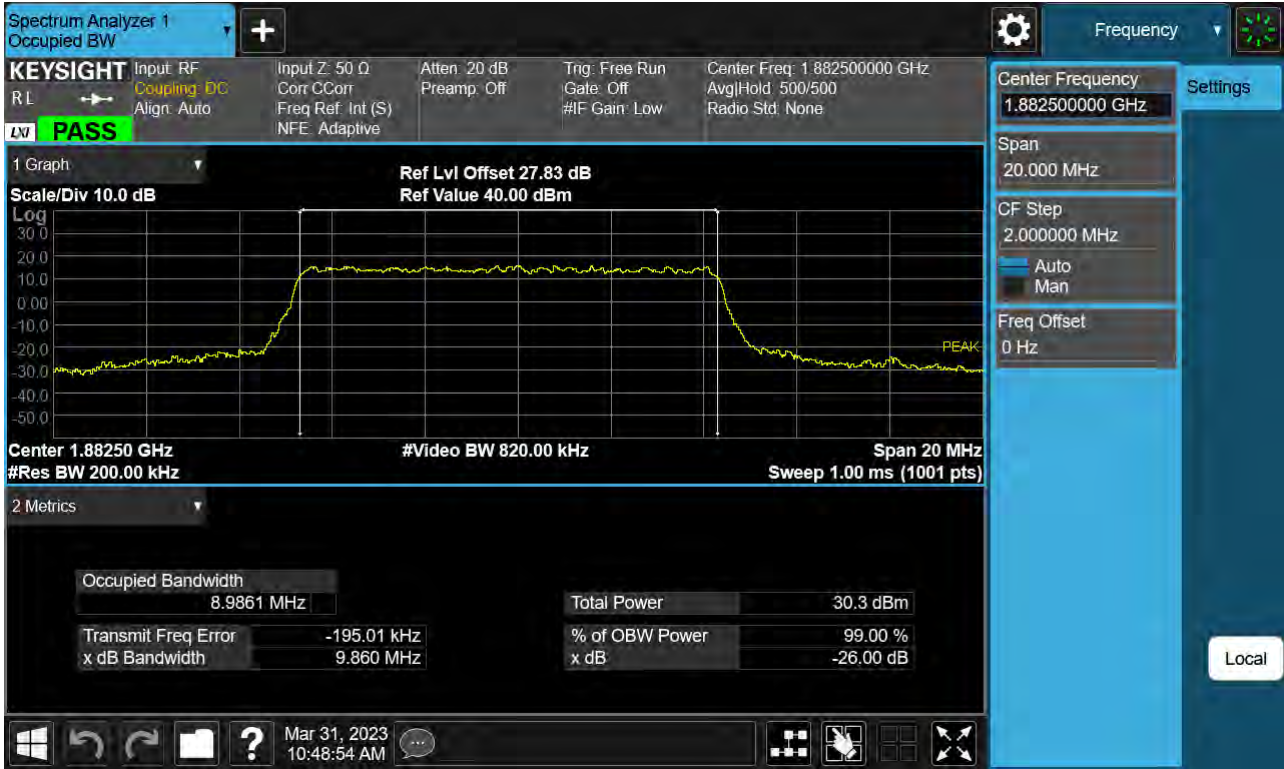 Spectrum Analyzer 1
Occupied BW
Frequency
KEYSIGHT
R L
LXI PASS
Input: RF
Coupling: DC
Align: Auto
Input Z: 50 Ω
Corr CCorr
Freq Ref: Int (S)
NFE: Adaptive
Atten: 20 dB
Preamp: Off
Trig: Free Run
Gate: Off
#IF Gain: Low
Center Freq: 1.882500000 GHz
Avg|Hold: 500/500
Radio Std: None
Center Frequency
1.882500000 GHz
Settings
Span
20.000 MHz
CF Step
2.000000 MHz
Auto
Man
Freq Offset
0 Hz
Local
1 Graph
Scale/Div 10.0 dB
Ref Lvl Offset 27.83 dB
Ref Value 40.00 dBm
Log
30.0
20.0
10.0
0.00
-10.0
-20.0
-30.0
-40.0
-50.0
PEAK
Center 1.88250 GHz
#Res BW 200.00 kHz
#Video BW 820.00 kHz
Span 20 MHz
Sweep 1.00 ms (1001 pts)
2 Metrics
Occupied Bandwidth
8.9861 MHz
Transmit Freq Error -195.01 kHz
x dB Bandwidth 9.860 MHz
Total Power 30.3 dBm
% of OBW Power 99.00 %
x dB -26.00 dB
?
Mar 31, 2023
10:48:54 AM